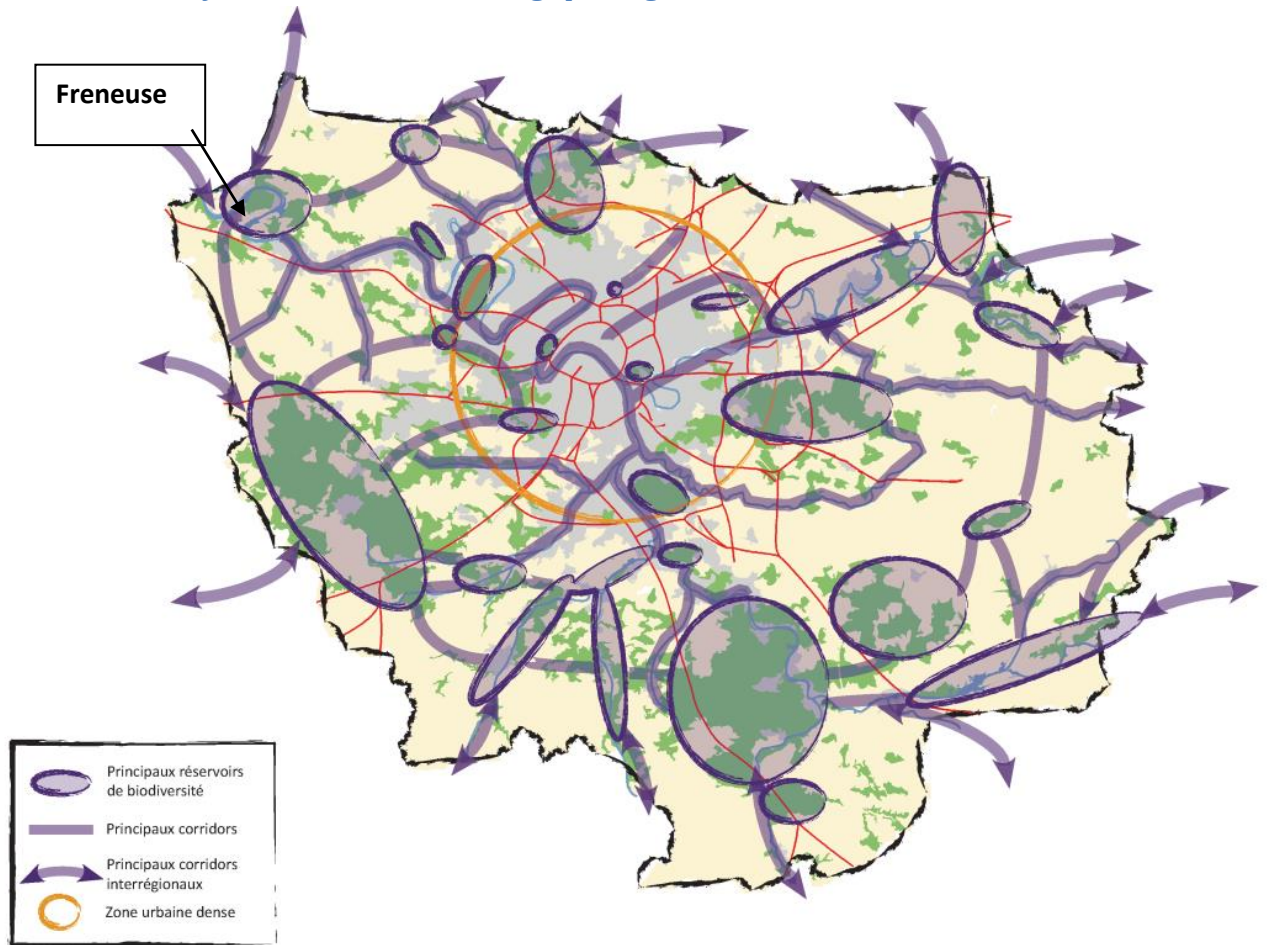 Freneuse
Principaux réservoirs
de biodiversité
Principaux corridors
Principaux corridors
interrégionaux
Zone urbaine dense